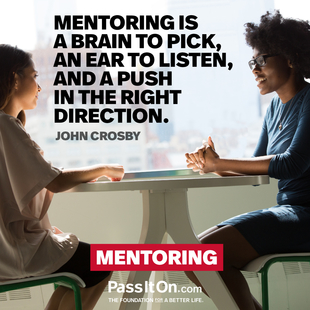 MENTORING IS
A BRAIN TO PICK,
AN EAR TO LISTEN,
AND A PUSH
IN THE RIGHT
DIRECTION.
JOHN CROSBY
MENTORING
PassItOn.com
THE FOUNDATION FOR A BETTER LIFE.